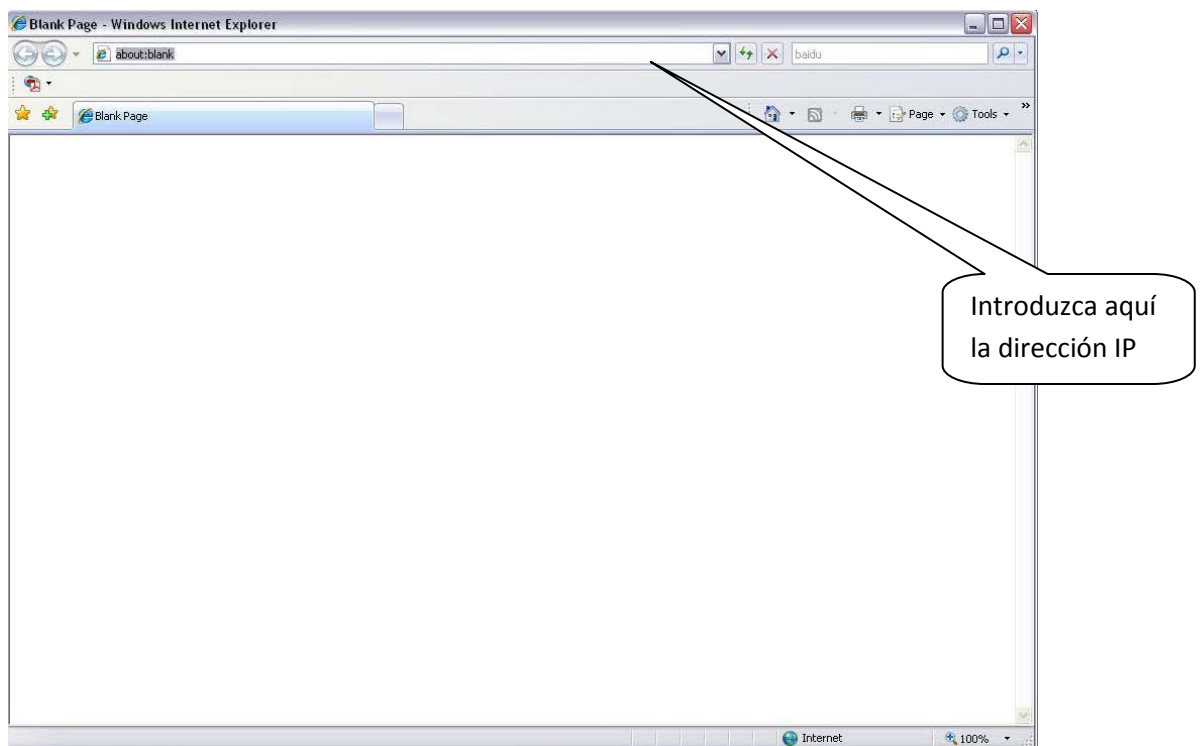 Blank Page - Windows Internet Explorer
about:blank
baidu
Blank Page
Page
Tools
»
Introduzca aquí
la dirección IP
Internet
100%